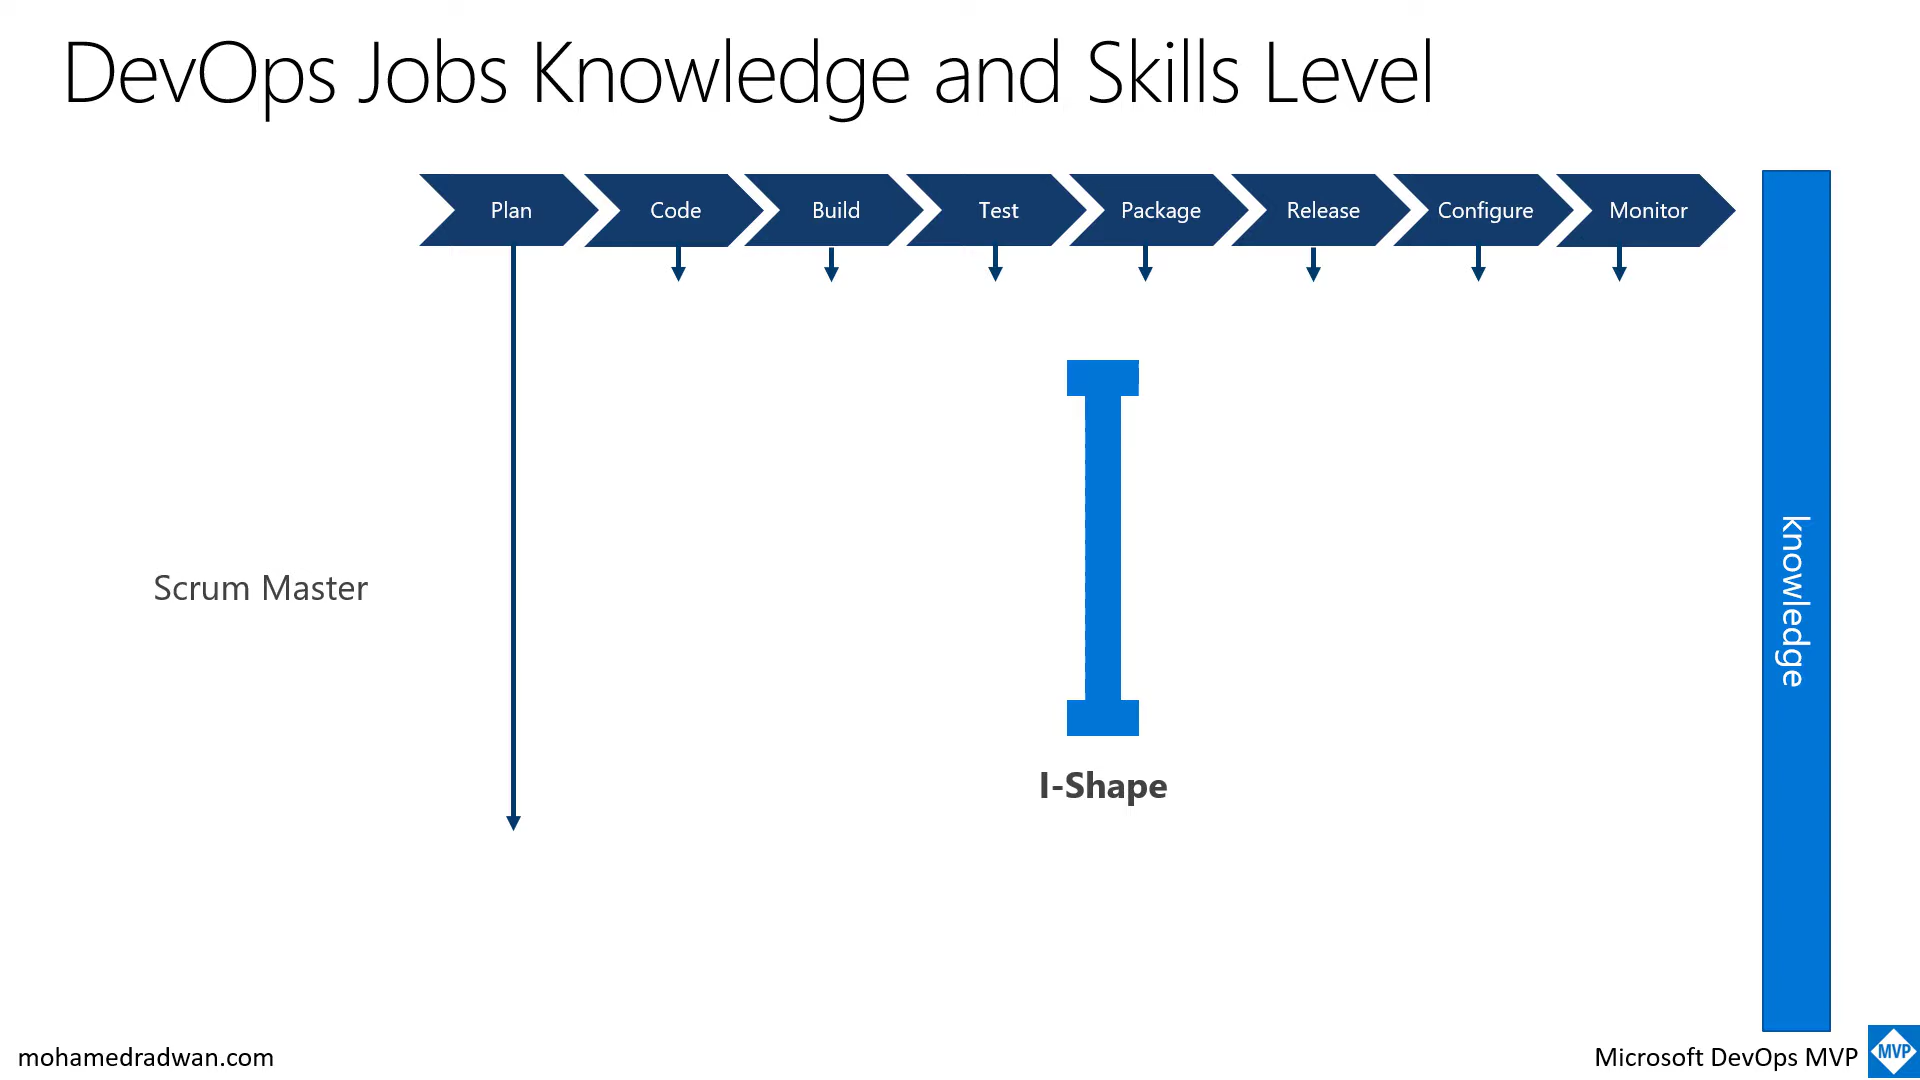 DevOps Jobs Knowledge and Skills Level
Plan Code Build Test Package Release Configure Monitor
knowledge
Scrum Master
I-Shape
mohamedradwan.com
Microsoft DevOps MVP
MVP